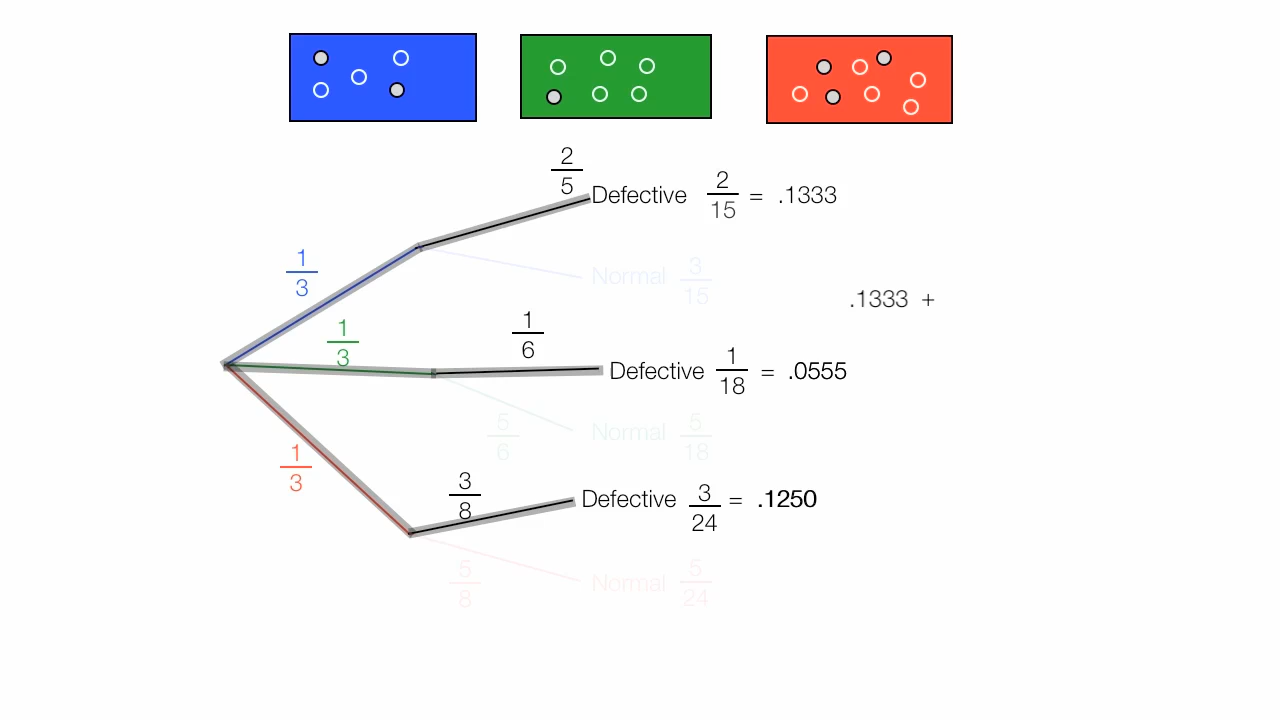 2/5
Defective 2/15 = .1333
1/3
Normal 3/15
.1333 +
1/3
1/6
Defective 1/18 = .0555
5/6
Normal 5/18
1/3
3/8
Defective 3/24 = .1250
5/8
Normal 5/24